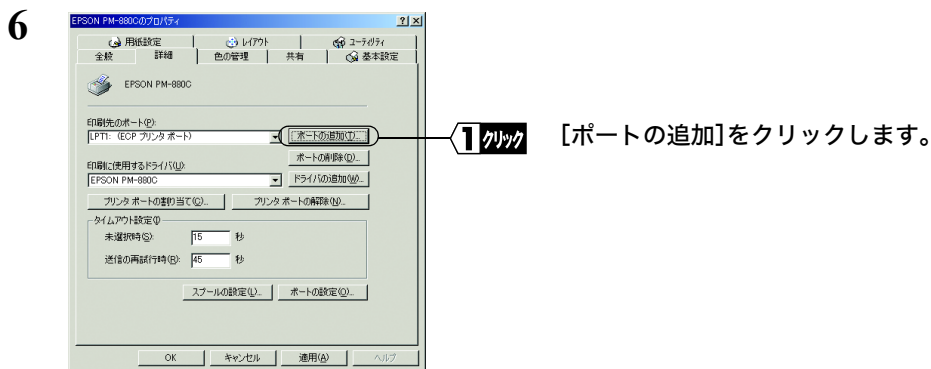 6
EPSON PM-880Cのプロパティ
用紙設定 レイアウト ユーティリティ
全般 詳細 色の管理 共有 基本設定
EPSON PM-880C
印刷先のポート(P):
LPT1: (ECP プリンタ ポート) ポートの追加(T)...
1 クリック [ポートの追加]をクリックします。
ポートの削除(D)...
印刷に使用するドライバ(U):
EPSON PM-880C ドライバの追加(W)...
プリンタ ポートの割り当て(C)... プリンタ ポートの解除(N)...
タイムアウト設定
未選択時(S): 15 秒
送信の再試行時(R): 45 秒
スプールの設定(L)... ポートの設定(O)...
OK キャンセル 適用(A) ヘルプ